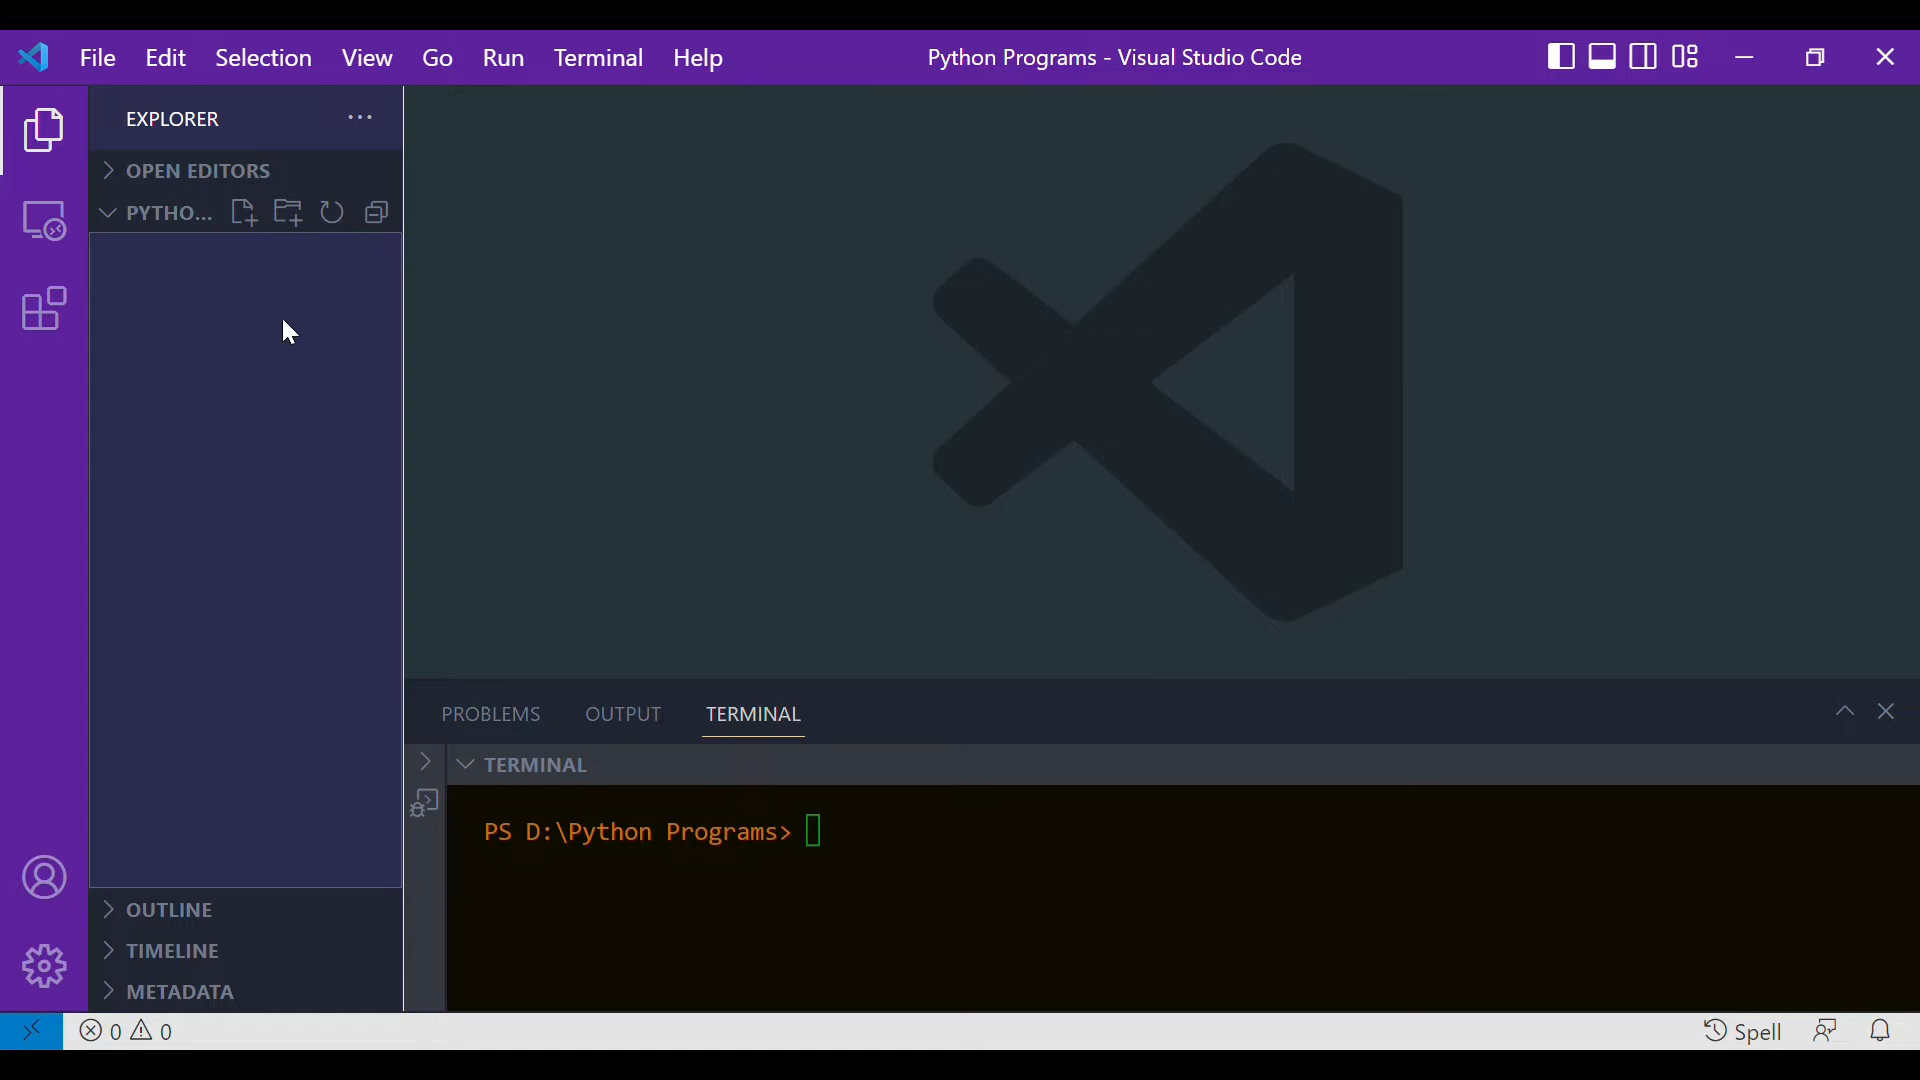 File Edit Selection View Go Run Terminal Help Python Programs - Visual Studio Code
EXPLORER
OPEN EDITORS
PYTHO...
PROBLEMS OUTPUT TERMINAL
TERMINAL
PS D:\Python Programs>
OUTLINE
TIMELINE
METADATA
0 0 Spell